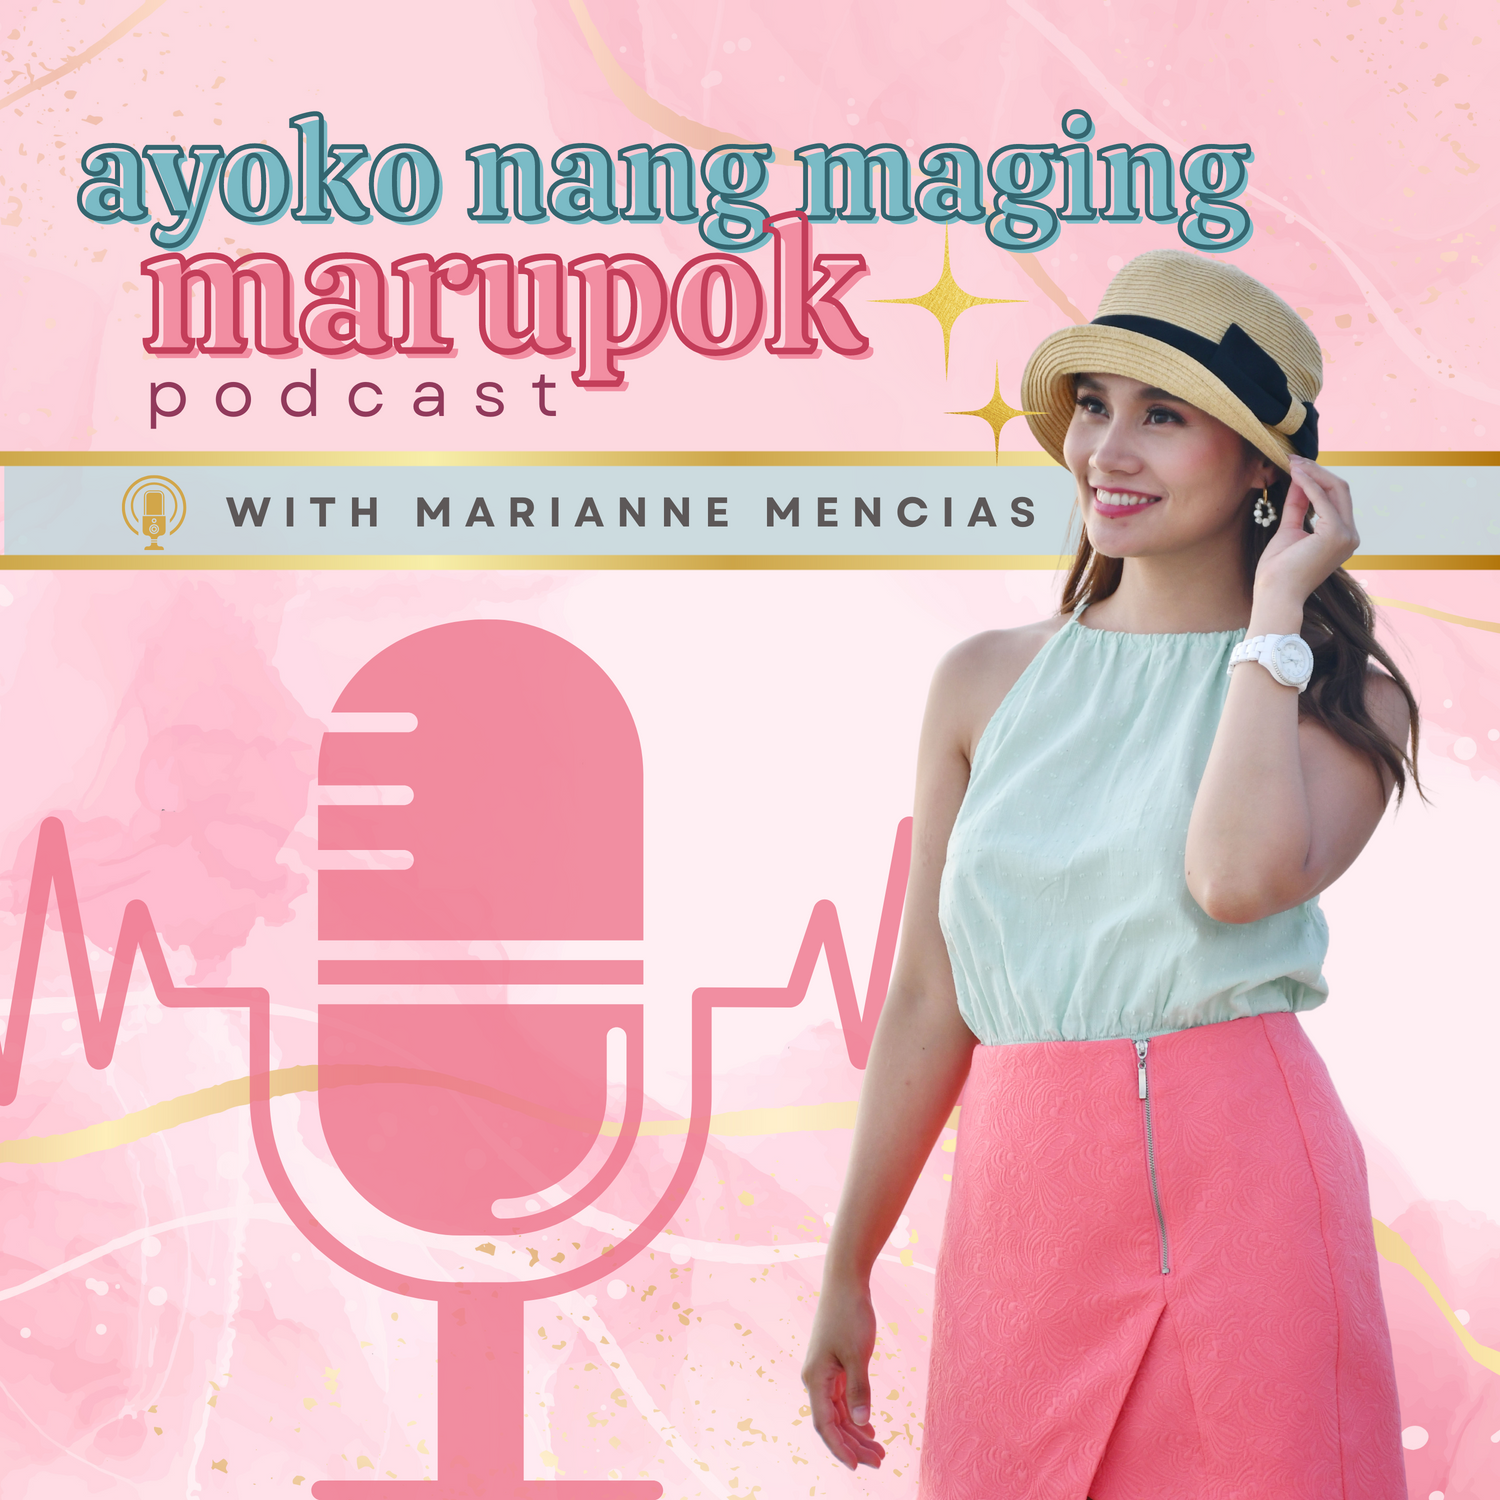 ayoko nang maging
marupok
podcast
WITH MARIANNE MENCIAS